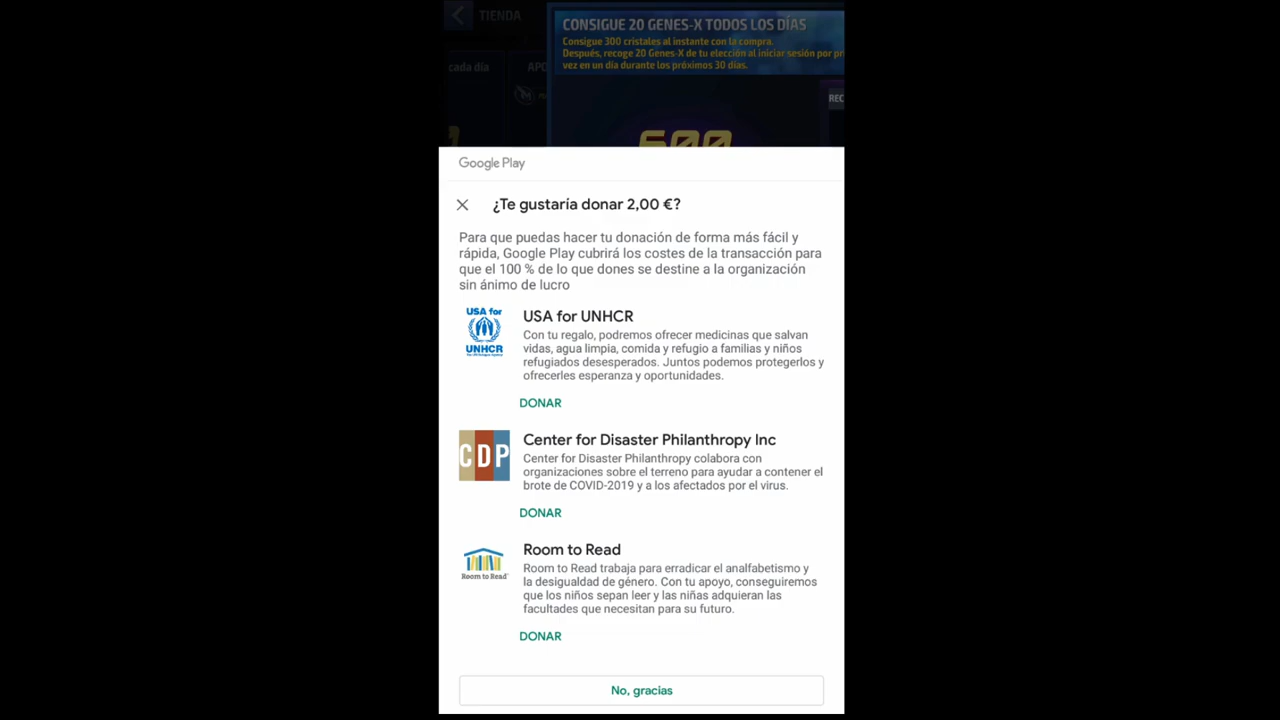 TIENDA
CONSIGUE 20 GENES-X TODOS LOS DÍAS
Consigue 300 cristales al instante con la compra.
Después, recoge 20 Genes-X de tu elección al iniciar sesión por pr
vez en un día durante los próximos 30 días.
cada día
APO
REC
600
Google Play
¿Te gustaría donar 2,00 €?
Para que puedas hacer tu donación de forma más fácil y
rápida, Google Play cubrirá los costes de la transacción para
que el 100 % de lo que dones se destine a la organización
sin ánimo de lucro
USA for
UNHCR
USA for UNHCR
Con tu regalo, podremos ofrecer medicinas que salvan
vidas, agua limpia, comida y refugio a familias y niños
refugiados desesperados. Juntos podemos protegerlos y
ofrecerles esperanza y oportunidades.
DONAR
CDP
Center for Disaster Philanthropy Inc
Center for Disaster Philanthropy colabora con
organizaciones sobre el terreno para ayudar a contener el
brote de COVID-2019 y a los afectados por el virus.
DONAR
Room to Read
Room to Read
Room to Read trabaja para erradicar el analfabetismo y
la desigualdad de género. Con tu apoyo, conseguiremos
que los niños sepan leer y las niñas adquieran las
facultades que necesitan para su futuro.
DONAR
No, gracias